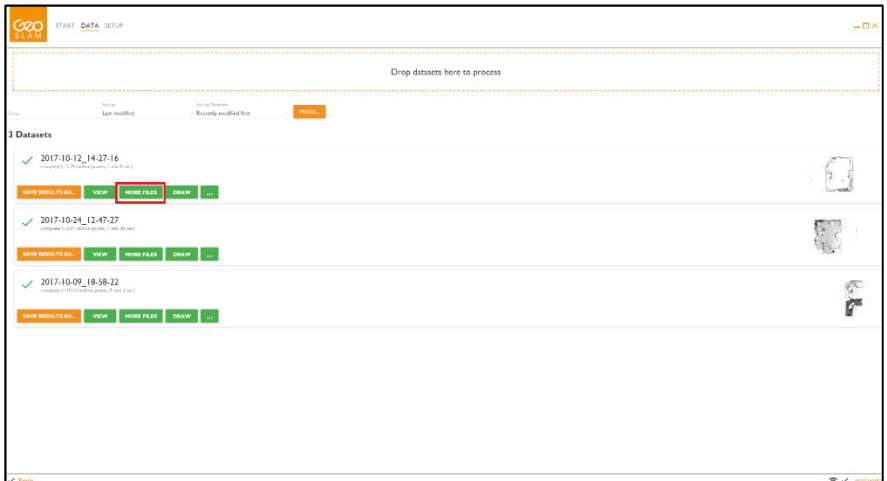 Geo
SLAM
START DATA SETUP
Drop datasets here to process
Filter
Sort by
Last modified
Sort by Direction
Recently modified first
MERGE...
3 Datasets
2017-10-12_14-27-16
SAVE RESULTS AS... VIEW MORE FILES DRAW ...
2017-10-24_12-47-27
SAVE RESULTS AS... VIEW MORE FILES DRAW ...
2017-10-09_18-58-22
SAVE RESULTS AS... VIEW MORE FILES DRAW ...
Ready